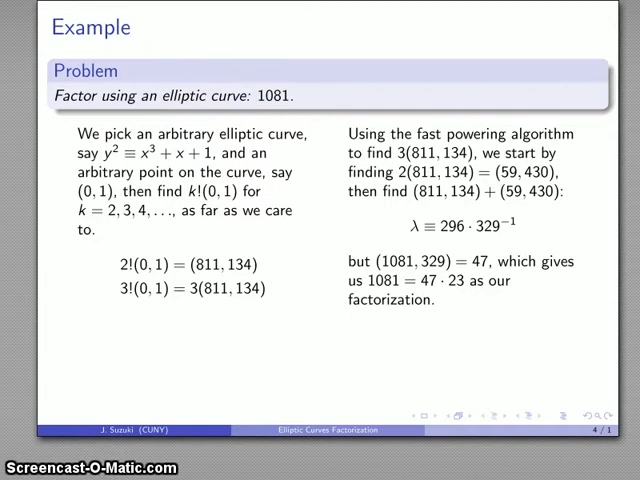 Example
Problem
Factor using an elliptic curve: 1081.
We pick an arbitrary elliptic curve,
say y² ≡ x³ + x + 1, and an
arbitrary point on the curve, say
(0, 1), then find k!(0, 1) for
k = 2, 3, 4, . . ., as far as we care
to.
2!(0, 1) = (811, 134)
3!(0, 1) = 3(811, 134)
Using the fast powering algorithm
to find 3(811, 134), we start by
finding 2(811, 134) = (59, 430),
then find (811, 134) + (59, 430):
λ ≡ 296 · 329⁻¹
but (1081, 329) = 47, which gives
us 1081 = 47 · 23 as our
factorization.
J. Suzuki (CUNY)
Elliptic Curves Factorization
4 / 1
Screencast-O-Matic.com